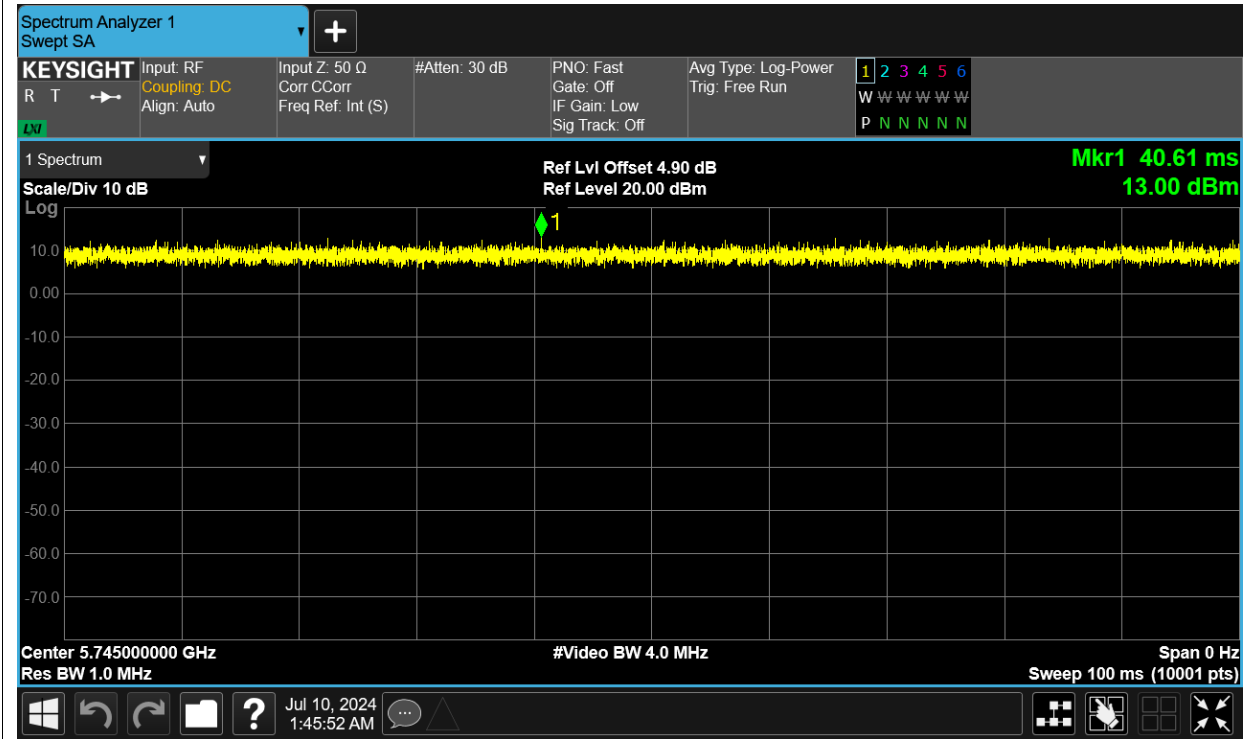 Spectrum Analyzer 1
Swept SA
KEYSIGHT
R T
LXI
Input: RF
Coupling: DC
Align: Auto
Input Z: 50 Ω
Corr CCorr
Freq Ref: Int (S)
#Atten: 30 dB
PNO: Fast
Gate: Off
IF Gain: Low
Sig Track: Off
Avg Type: Log-Power
Trig: Free Run
1 2 3 4 5 6
W W W W W W
P N N N N N
1 Spectrum
Scale/Div 10 dB
Log
Ref Lvl Offset 4.90 dB
Ref Level 20.00 dBm
Mkr1 40.61 ms
13.00 dBm
1
10.0
0.00
-10.0
-20.0
-30.0
-40.0
-50.0
-60.0
-70.0
Center 5.745000000 GHz
Res BW 1.0 MHz
#Video BW 4.0 MHz
Span 0 Hz
Sweep 100 ms (10001 pts)
?
Jul 10, 2024
1:45:52 AM